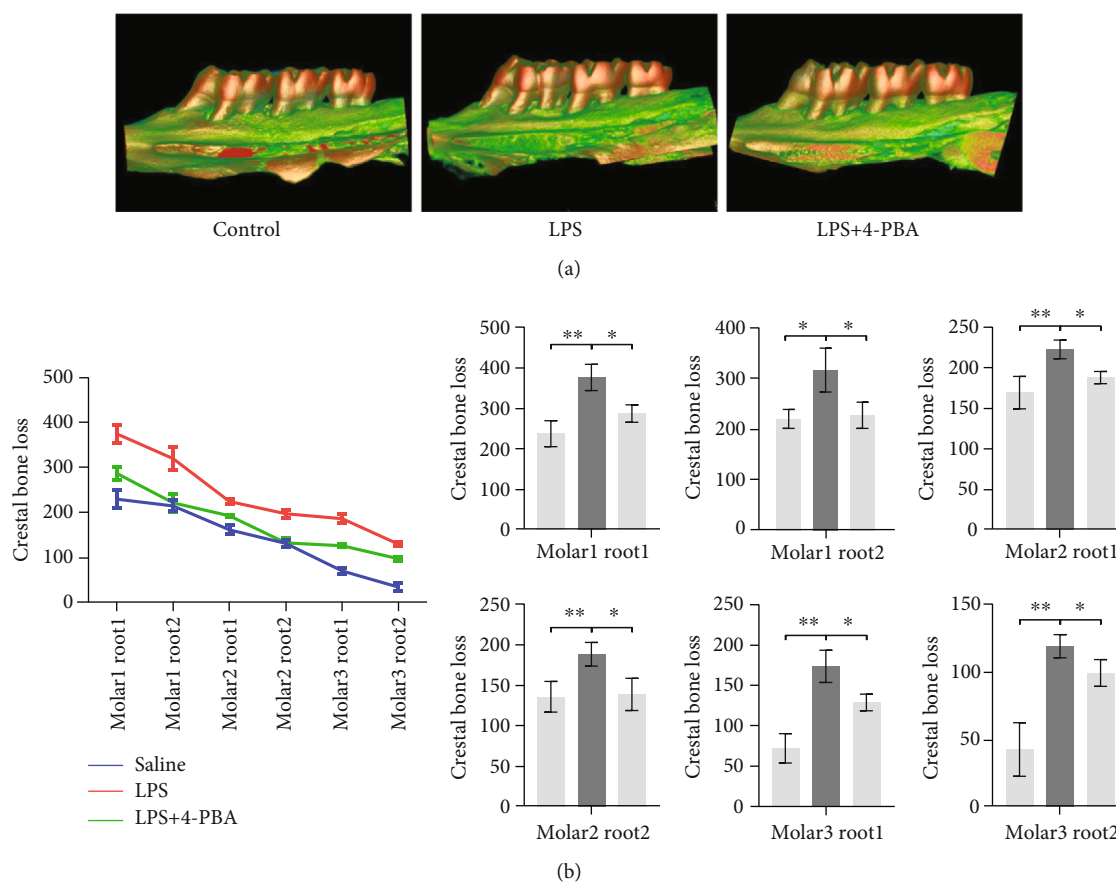 Control
LPS
LPS+4-PBA
(a)
Crestal bone loss
500
400
300
200
100
0
Molar1 root1
Molar1 root2
Molar2 root1
Molar2 root2
Molar3 root1
Molar3 root2
Saline
LPS
LPS+4-PBA
Crestal bone loss
500
400
300
200
100
0
** *
Molar1 root1
Crestal bone loss
400
300
200
100
0
* *
Molar1 root2
Crestal bone loss
250
200
150
100
50
0
** *
Molar2 root1
Crestal bone loss
250
200
150
100
50
0
** *
Molar2 root2
Crestal bone loss
250
200
150
100
50
0
** *
Molar3 root1
Crestal bone loss
150
100
50
0
** *
Molar3 root2
(b)